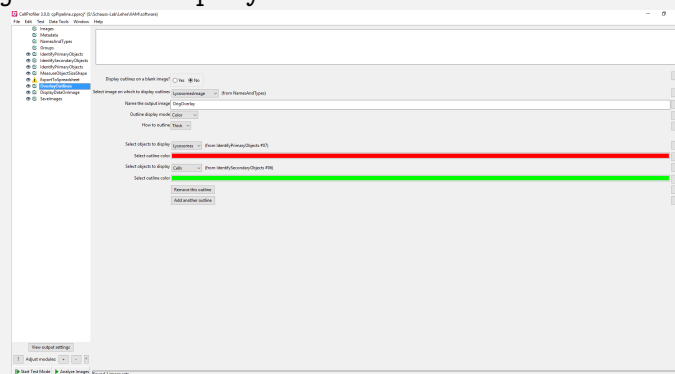 CellProfiler 3.0.0: cpPipeline.cpproj* (S:\Schauss-Lab\Lehel\IAM\software)
File Edit Test Data Tools Window Help
Images
Metadata
NamesAndTypes
Groups
IdentifyPrimaryObjects
IdentifySecondaryObjects
IdentifyPrimaryObjects
MeasureObjectSizeShape
ExportToSpreadsheet
OverlayOutlines
DisplayDataOnImage
SaveImages
Display outlines on a blank image? Yes No
Select image on which to display outlines Lysosomeimage (from NamesAndTypes)
Name the output image OrigOverlay
Outline display mode Color
How to outline Thick
Select objects to display Lysosomes (from IdentifyPrimaryObjects #07)
Select outline color
Select objects to display Cells (from IdentifySecondaryObjects #06)
Select outline color
Remove this outline
Add another outline
View output settings
? Adjust modules + - ^
Start Test Mode Analyze Images